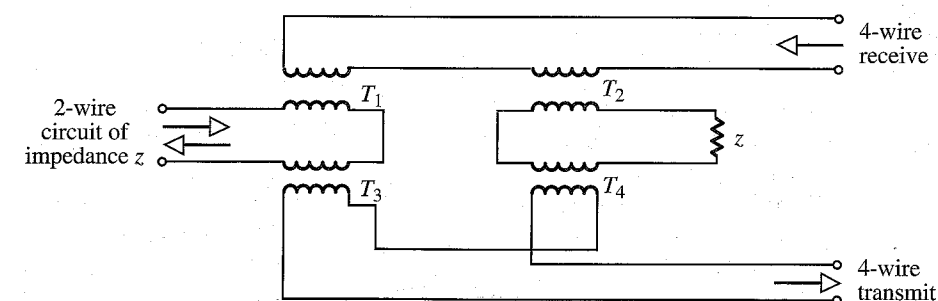 4-wire
receive
T1
T2
2-wire
circuit of
impedance z
z
T3
T4
4-wire
transmit